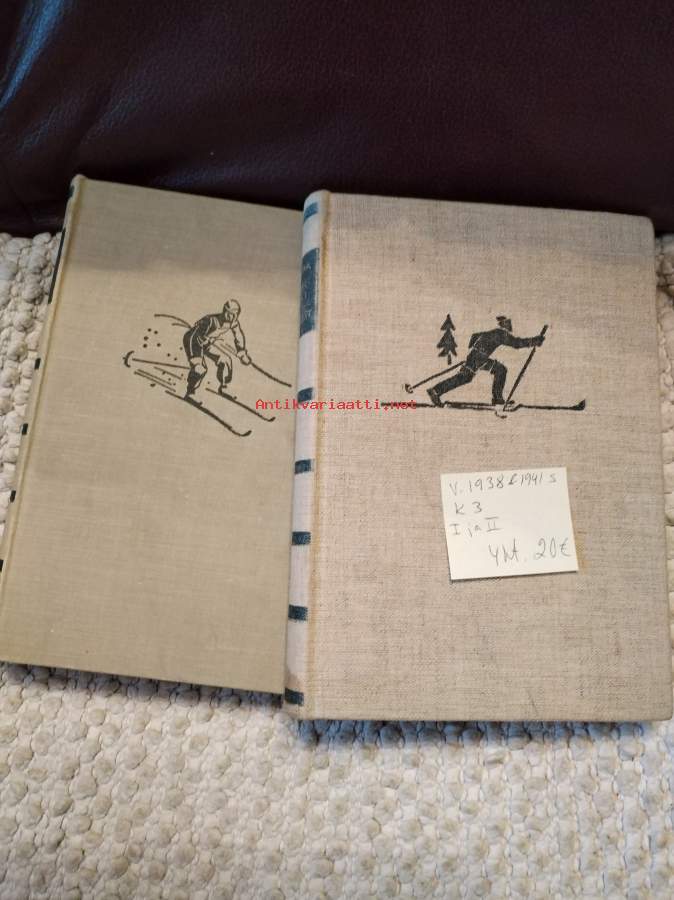 Antikvariaatti.net
V. 1938 & 1941 s
K 3
I ja II
Yht. 20€